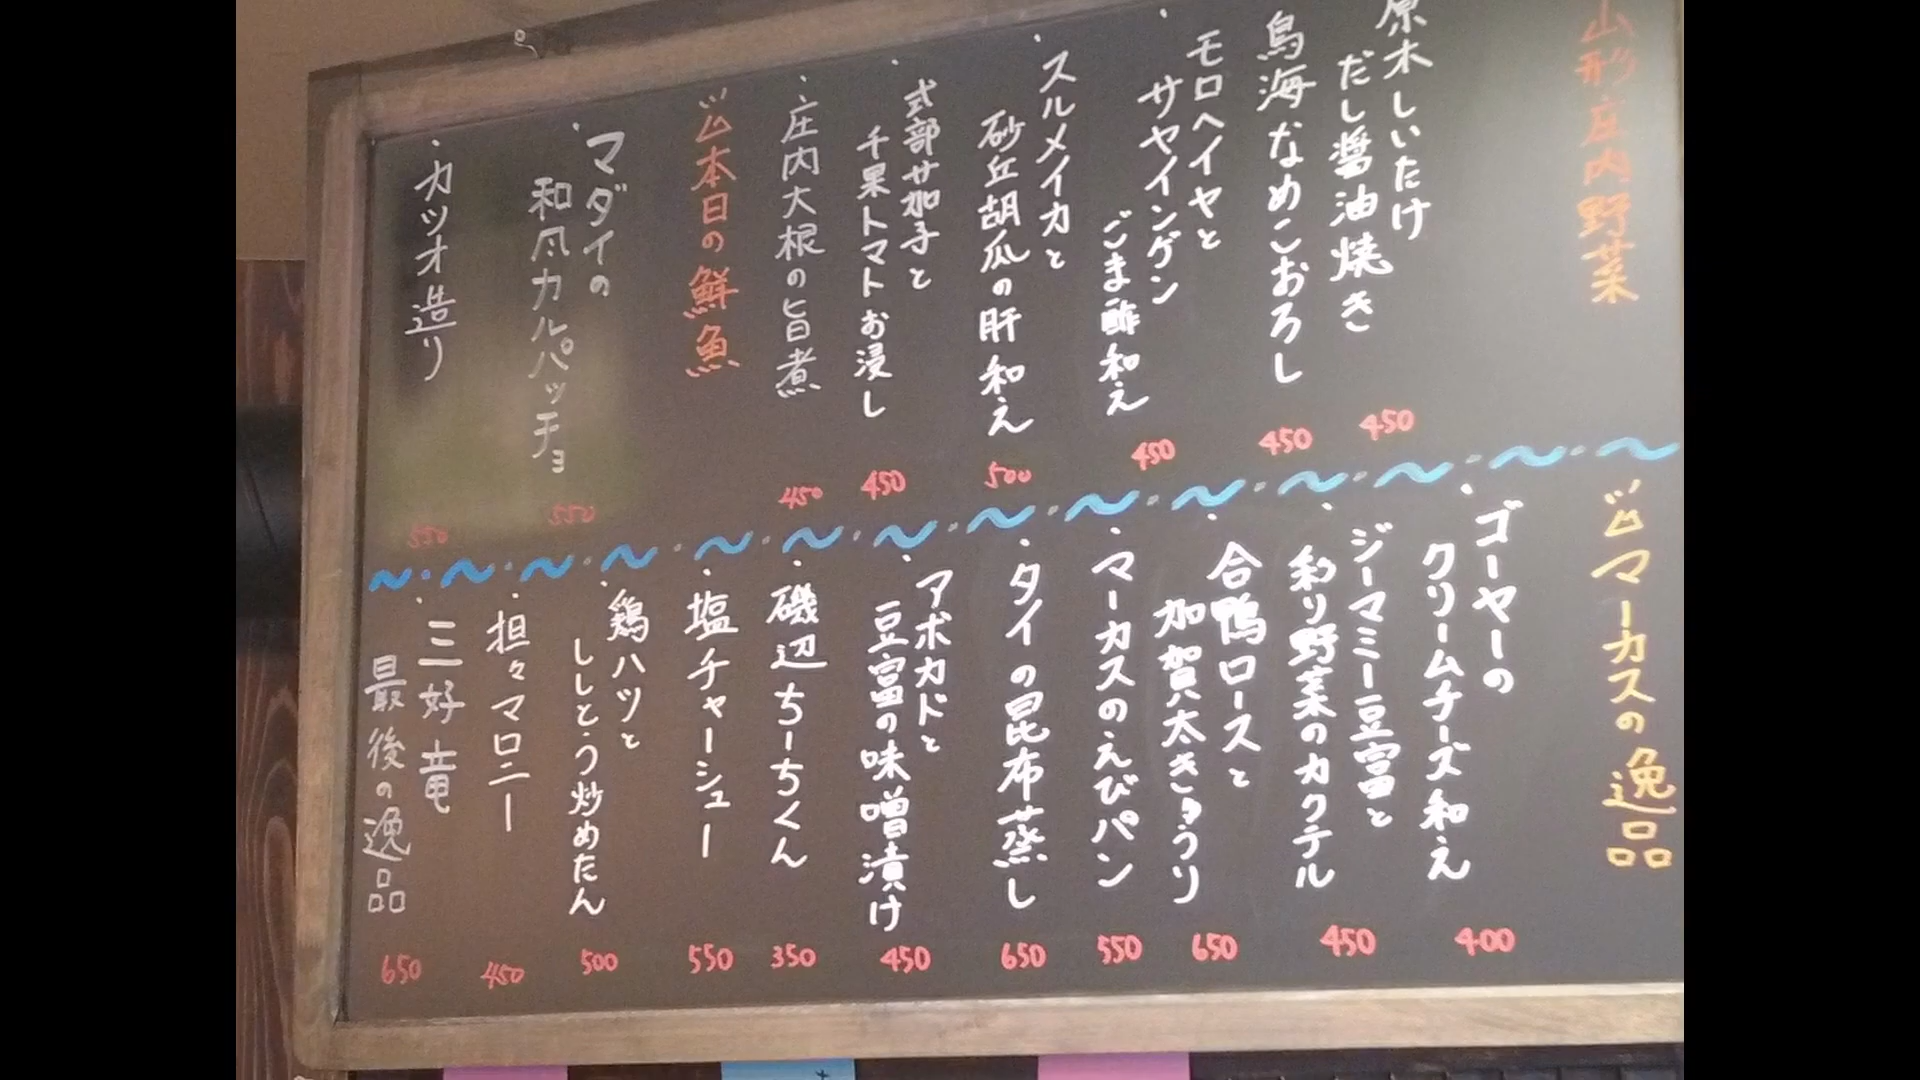 山形庄内野菜
原木しいたけ
だし醤油焼き
450
鳥海なめこおろし
450
・モロヘイヤと
サヤインゲン
ごま酢和え
450
・スルメイカと
砂丘胡瓜の肝和え
500
・式部茄子と
千果トマトお浸し
450
・庄内大根の旨煮
450
本日の鮮魚
・マダイの
和風カルパッチョ
550
・カツオ造り
550
マーカスの逸品
・ゴーヤーの
クリームチーズ和え
400
・ジーマミー豆富と
彩り野菜のカクテル
450
・合鴨ロースと
加賀太きゅうり
650
・マーカスのえびパン
550
・タイの昆布蒸し
650
・アボカドと
豆富の味噌漬け
450
・磯辺ちーちくん
350
・塩チャーシュー
550
・鶏ハツと
ししとう炒めたん
500
・担々マロニー
450
・三好竜
最後の逸品
650